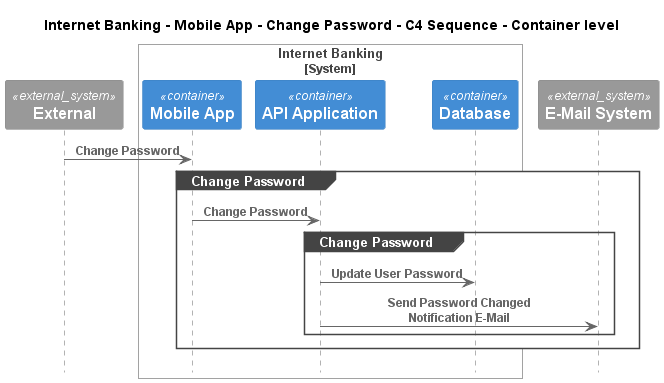 Internet Banking - Mobile App - Change Password - C4 Sequence - Container level
Internet Banking
[System]
«external_system»
External
«container»
Mobile App
«container»
API Application
«container»
Database
«external_system»
E-Mail System
Change Password
Change Password
Change Password
Change Password
Update User Password
Send Password Changed
Notification E-Mail